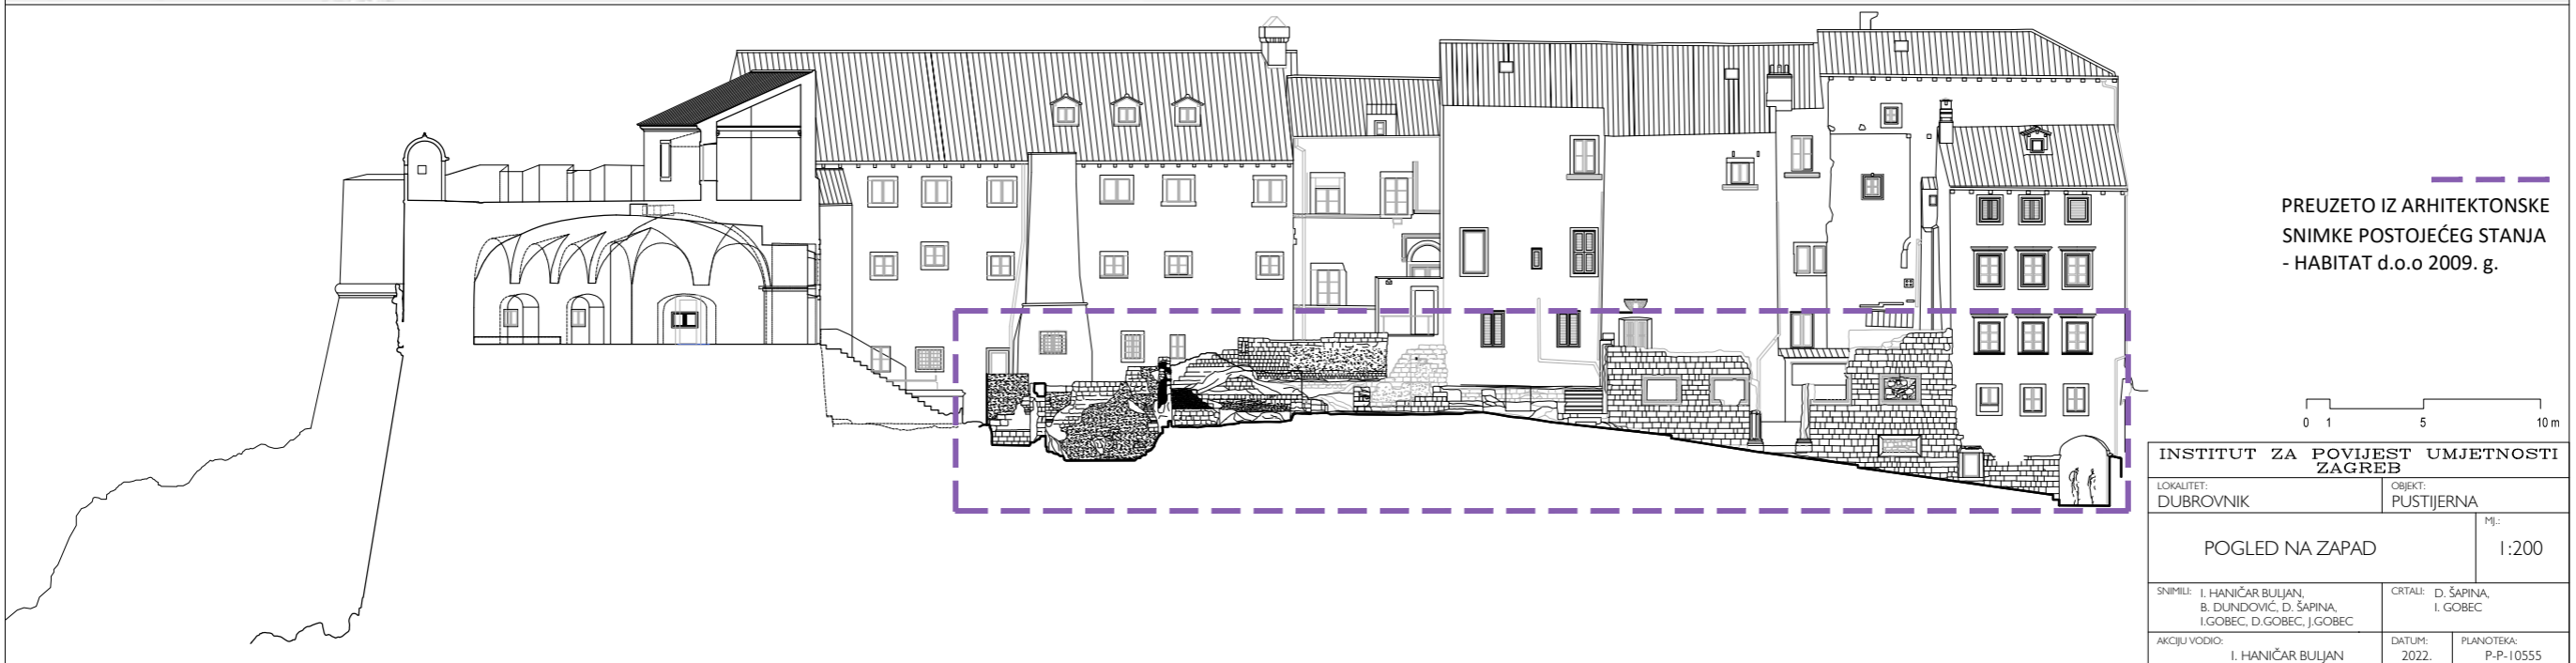 PREUZETO IZ ARHITEKTONSKE
SNIMKE POSTOJEĆEG STANJA
- HABITAT d.o.o 2009. g.
0 1 5 10 m
INSTITUT ZA POVIJEST UMJETNOSTI
ZAGREB
LOKALITET:
DUBROVNIK
OBJEKT:
PUSTIJERNA
POGLED NA ZAPAD
MJ.:
1:200
SNIMILI: I. HANIČAR BULJAN,
B. DUNDOVIĆ, D. ŠAPINA,
I.GOBEC, D.GOBEC, J.GOBEC
CRTALI: D. ŠAPINA,
I. GOBEC
AKCIJU VODIO:
I. HANIČAR BULJAN
DATUM:
2022.
PLANOTEKA:
P-P-10555